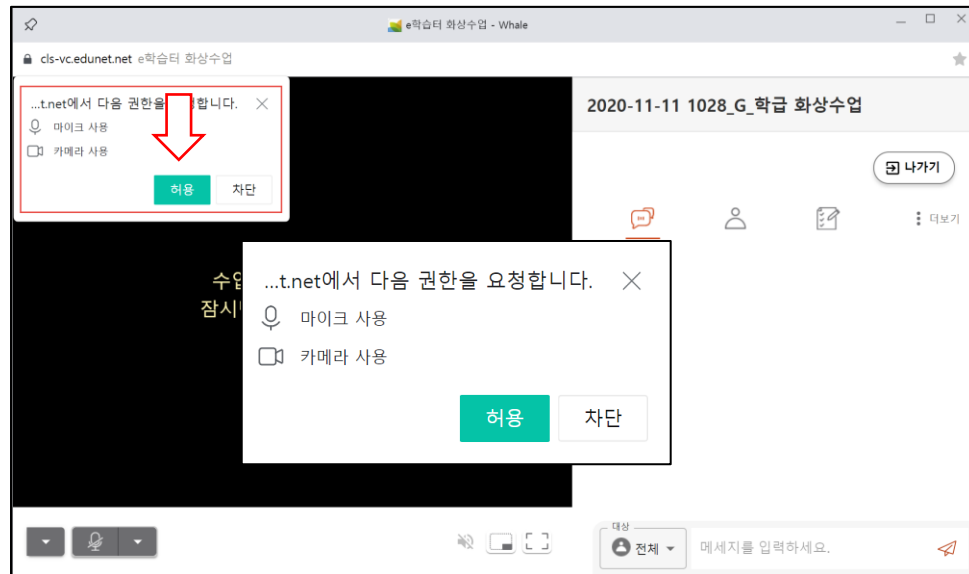 e학습터 화상수업 - Whale
cls-vc.edunet.net e학습터 화상수업
...t.net에서 다음 권한을
합니다.
마이크 사용
카메라 사용
허용 차단
2020-11-11 1028_G_학급 화상수업
나가기
더보기
잠시
...t.net에서 다음 권한을 요청합니다.
마이크 사용
카메라 사용
허용 차단
대상
전체
메세지를 입력하세요.